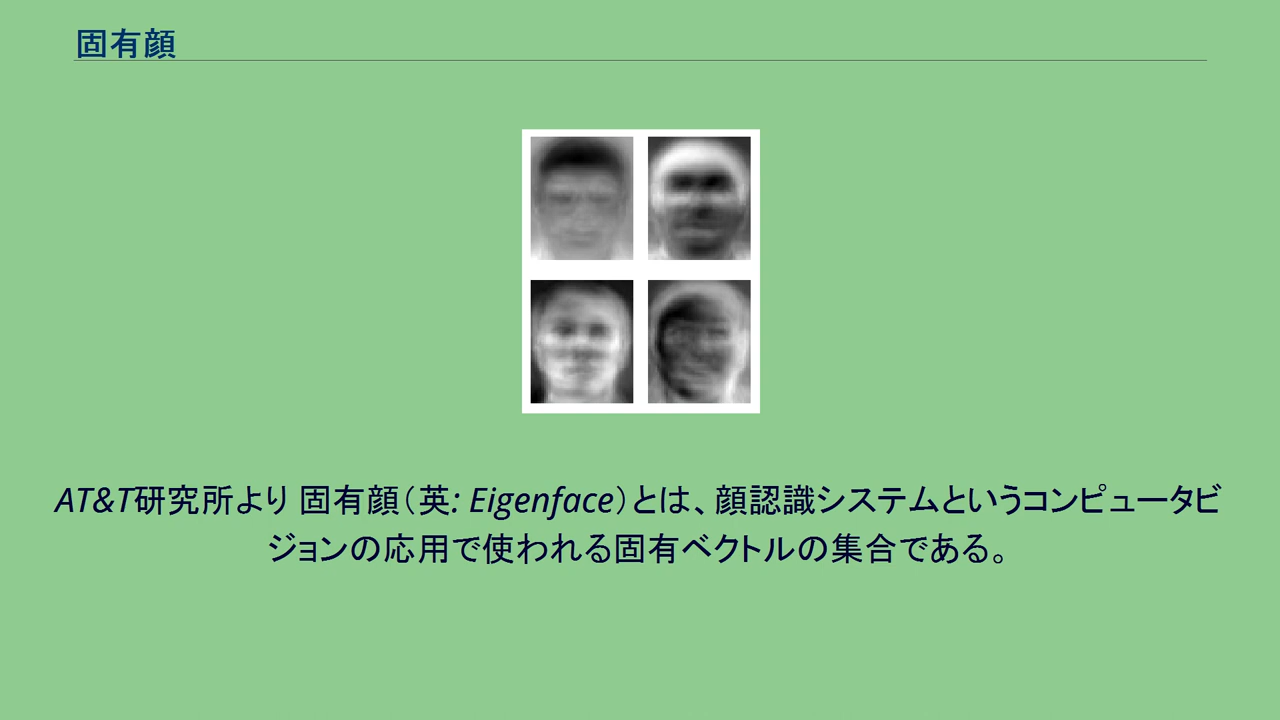 固有顔
AT&T研究所より 固有顔（英: Eigenface）とは、顔認識システムというコンピュータビ
ジョンの応用で使われる固有ベクトルの集合である。